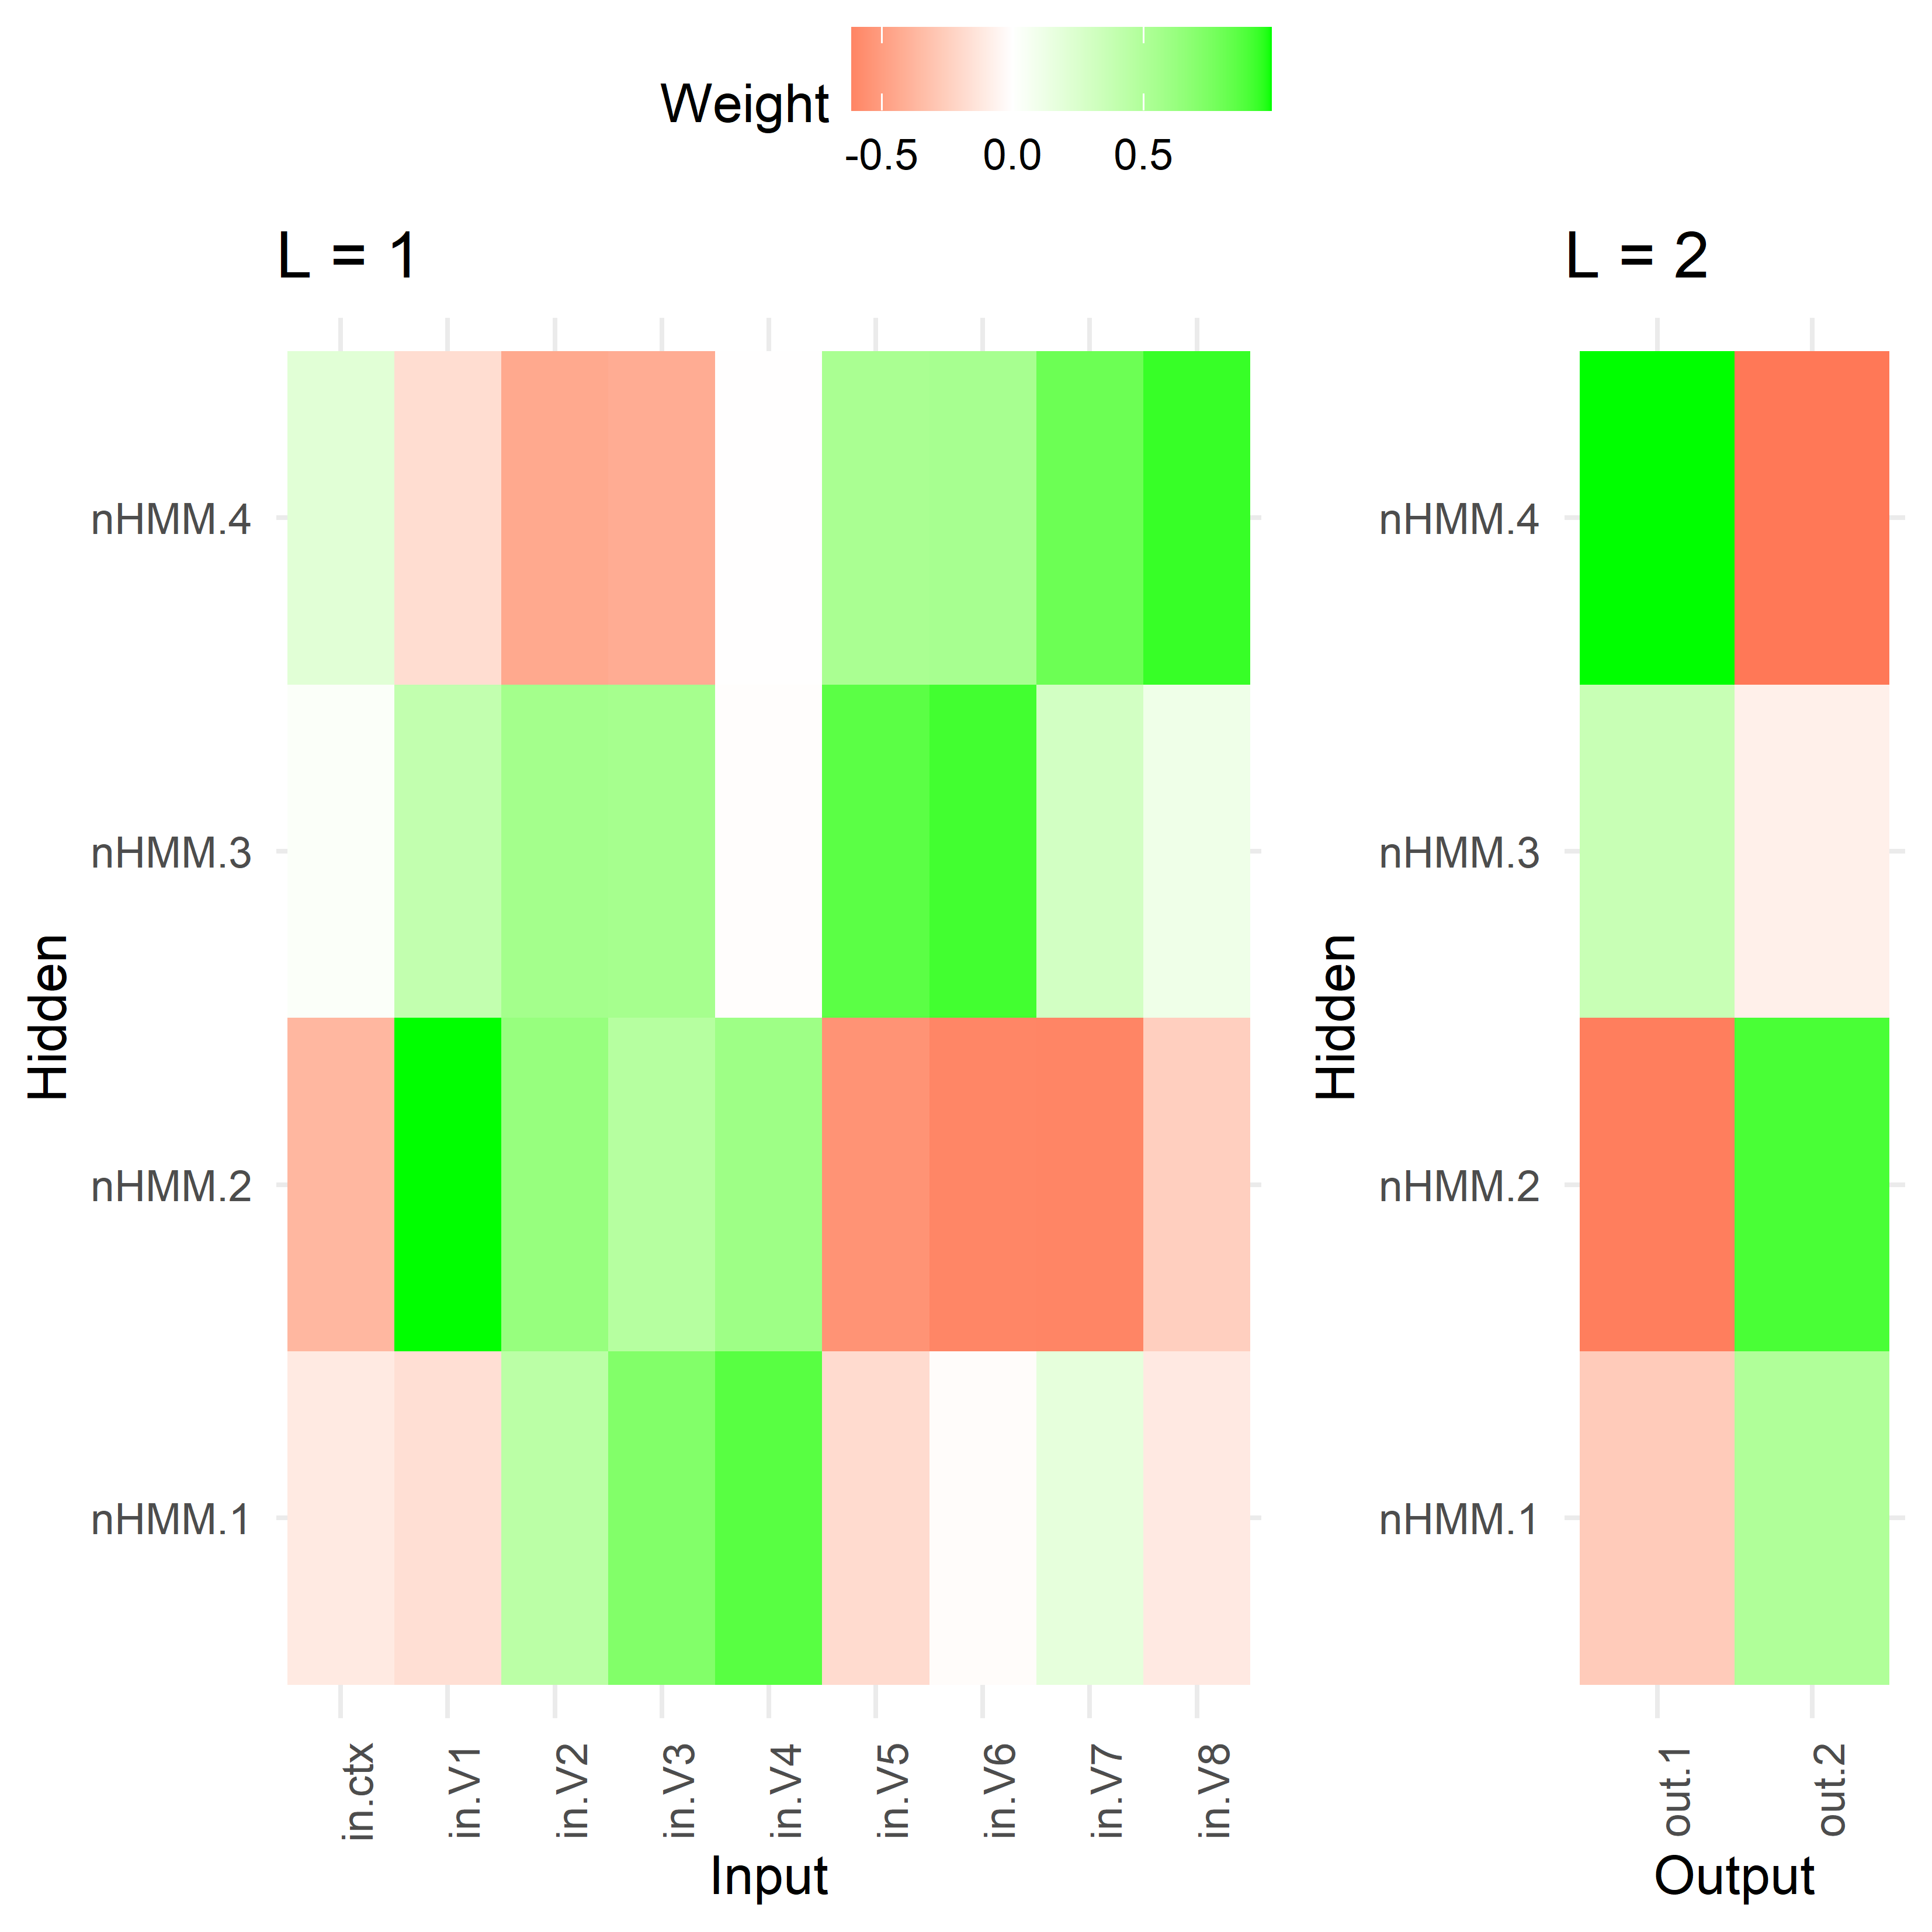 Weight
-0.5 0.0 0.5
L = 1
L = 2
nHMM.4
nHMM.3
nHMM.2
nHMM.1
Hidden
in.ctx in.V1 in.V2 in.V3 in.V4 in.V5 in.V6 in.V7 in.V8
Input
nHMM.4
nHMM.3
nHMM.2
nHMM.1
Hidden
out.1 out.2
Output